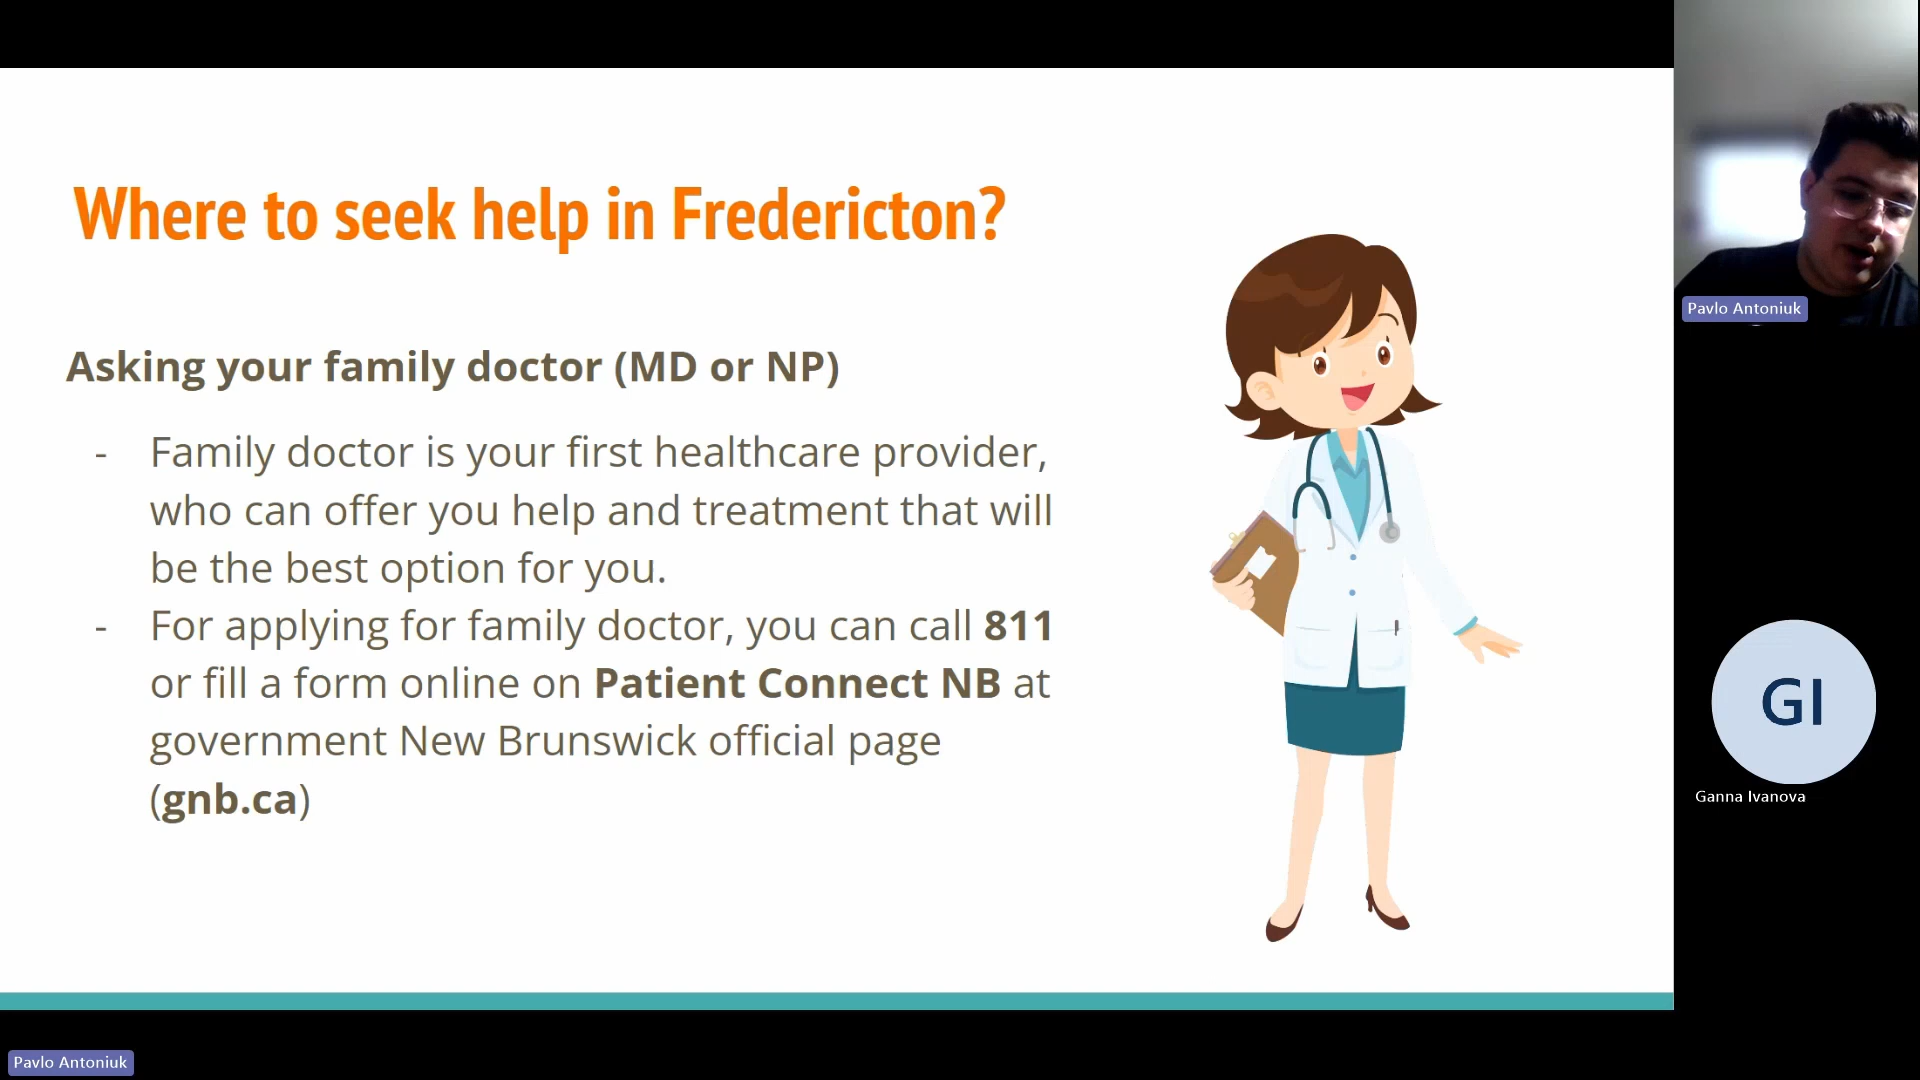 Where to seek help in Fredericton?
Asking your family doctor (MD or NP)
- Family doctor is your first healthcare provider,
who can offer you help and treatment that will
be the best option for you.
- For applying for family doctor, you can call 811
or fill a form online on Patient Connect NB at
government New Brunswick official page
(gnb.ca)
Pavlo Antoniuk
GI
Ganna Ivanova
Pavlo Antoniuk